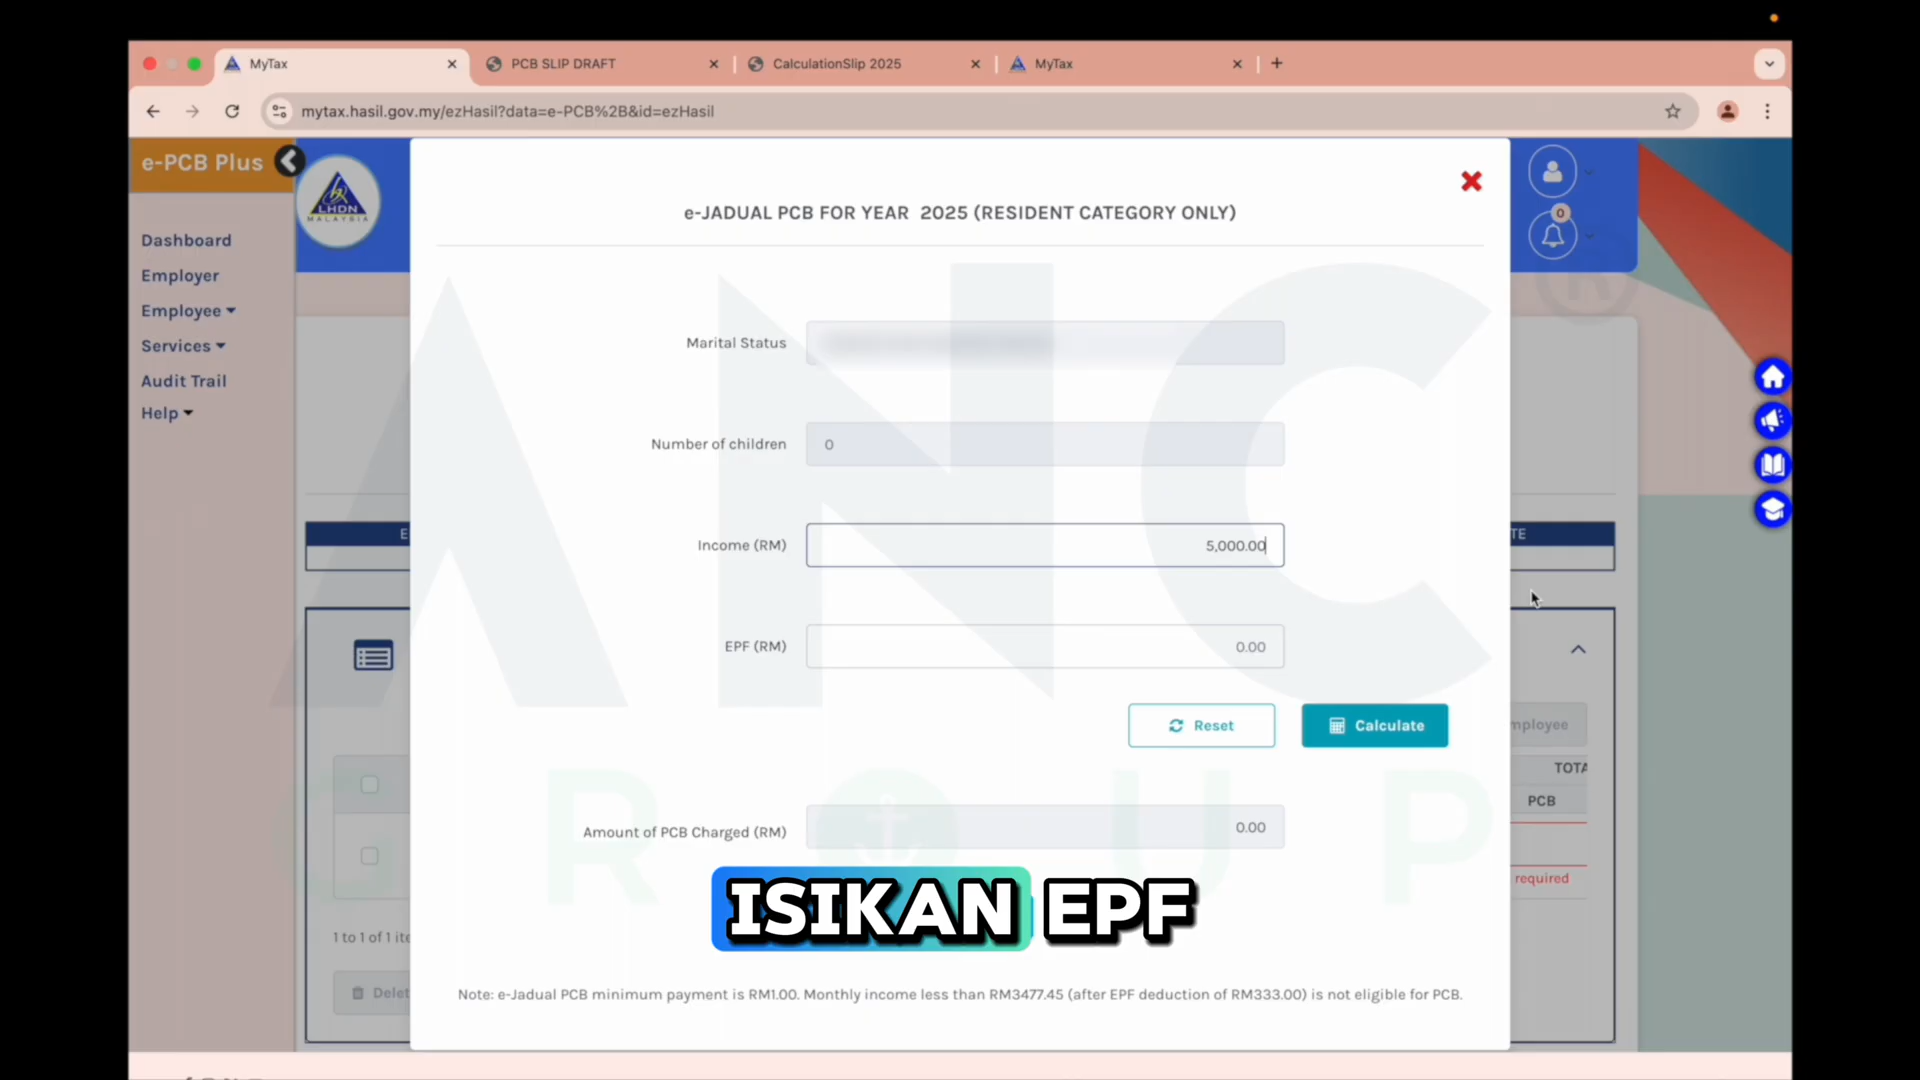 MyTax
PCB SLIP DRAFT
CalculationSlip 2025
MyTax
mytax.hasil.gov.my/ezHasil?data=e-PCB%2B&id=ezHasil
e-PCB Plus
LHDN
MALAYSIA
0
Dashboard
Employer
Employee
Services
Audit Trail
Help
e-JADUAL PCB FOR YEAR 2025 (RESIDENT CATEGORY ONLY)
Marital Status
Number of children
0
Income (RM)
5,000.00
EPF (RM)
0.00
Reset
Calculate
Amount of PCB Charged (RM)
0.00
TOTA
PCB
required
ANC
GROUP
ISIKAN EPF
1 to 1 of 1 ite
Delet
Note: e-Jadual PCB minimum payment is RM1.00. Monthly income less than RM3477.45 (after EPF deduction of RM333.00) is not eligible for PCB.